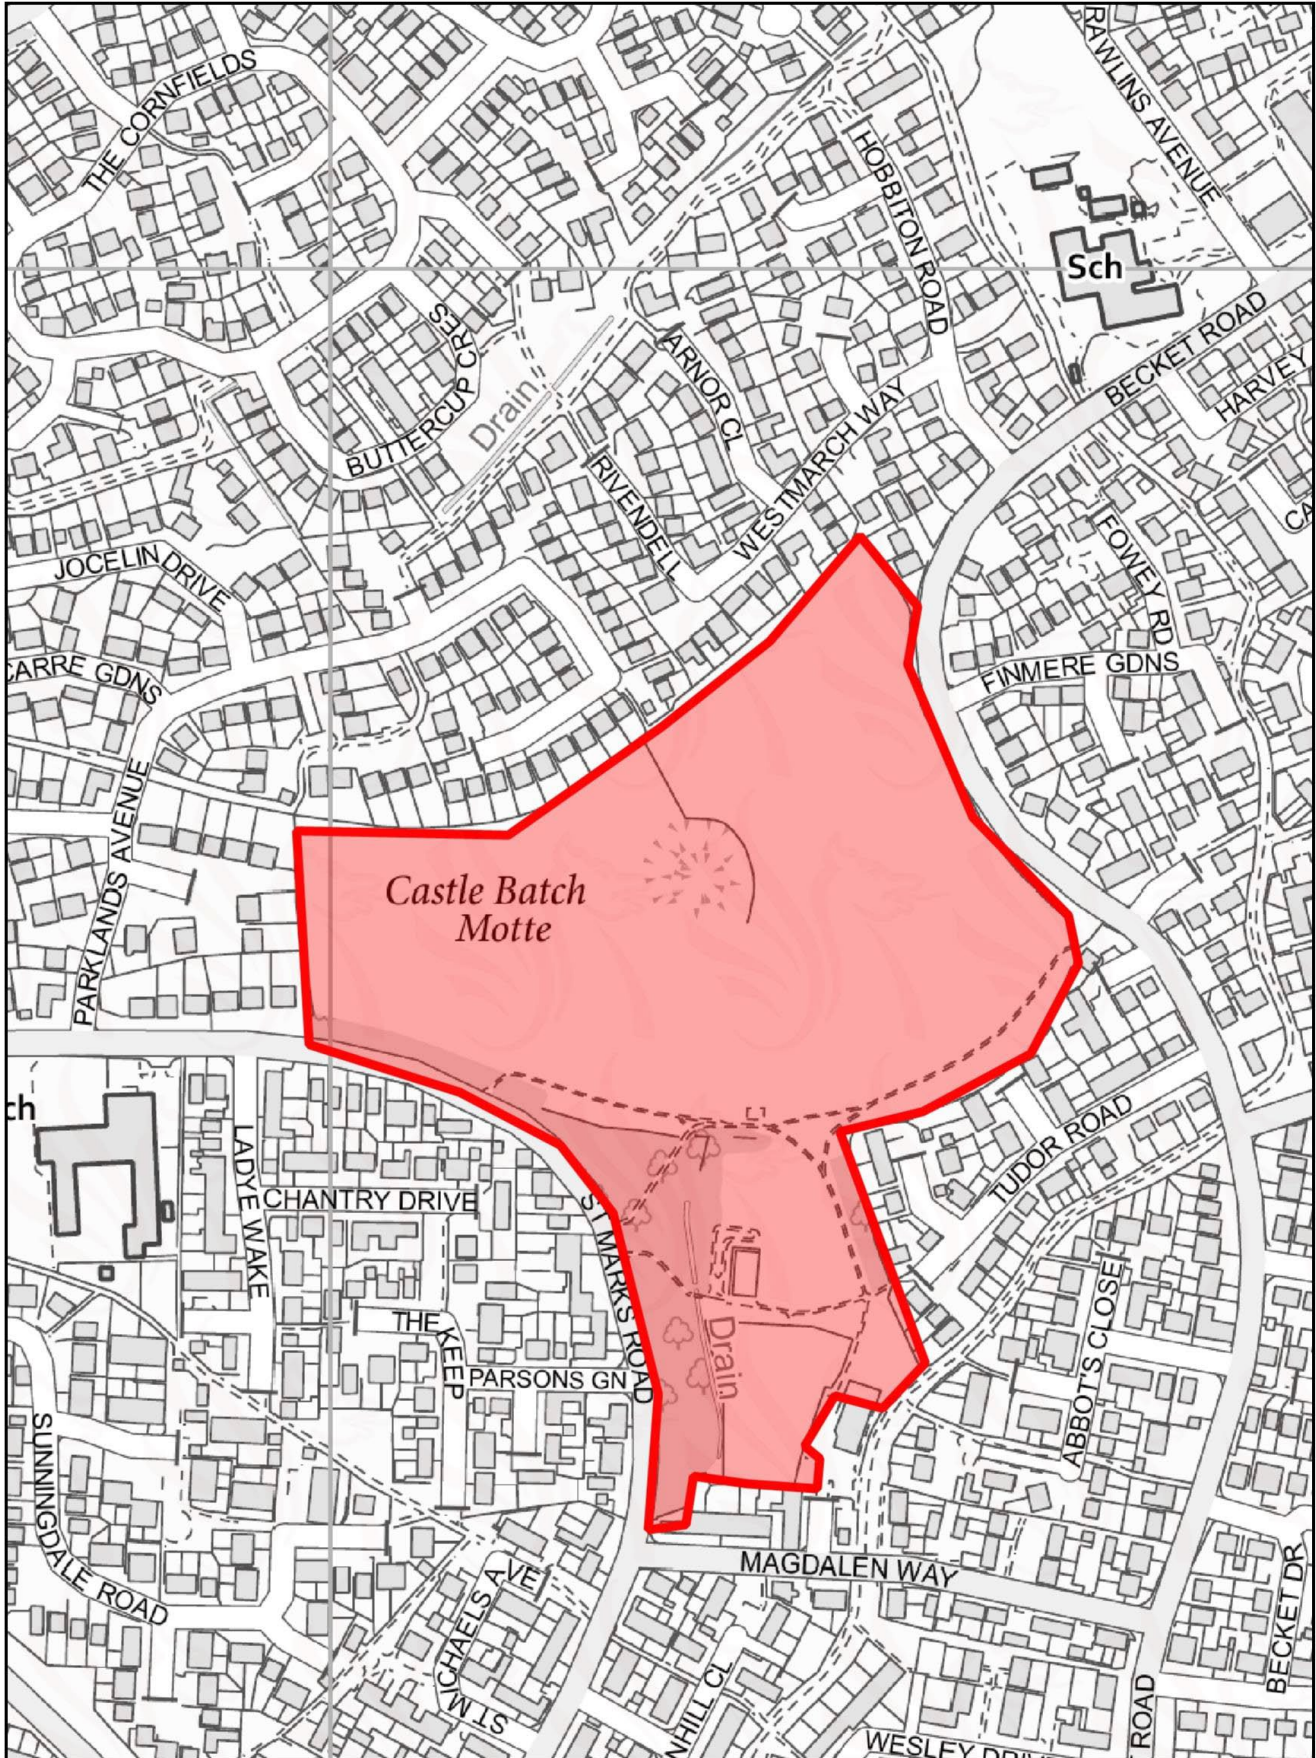 THE CORNFIELDS
RAWLINS AVENUE
HOBBITON ROAD
Sch
BECKET ROAD
HARVEY
BUTTERCUP CRES
Drain
ARNOR CL
WESTMARCH WAY
RIVENDELL
FOWEY RD
JOCELIN DRIVE
CARRE GDNS
FINMERE GDNS
PARKLANDS AVENUE
Castle Batch
Motte
ch
LADYE WAKE
CHANTRY DRIVE
ST MARKS ROAD
TUDOR ROAD
THE KEEP
PARSONS GN
Drain
ABBOT'S CLOSE
SUNNINGDALE ROAD
ST MICHAELS AVE
MAGDALEN WAY
BECKET DR
NHILL CL
ROAD
WESLEY DRIVE